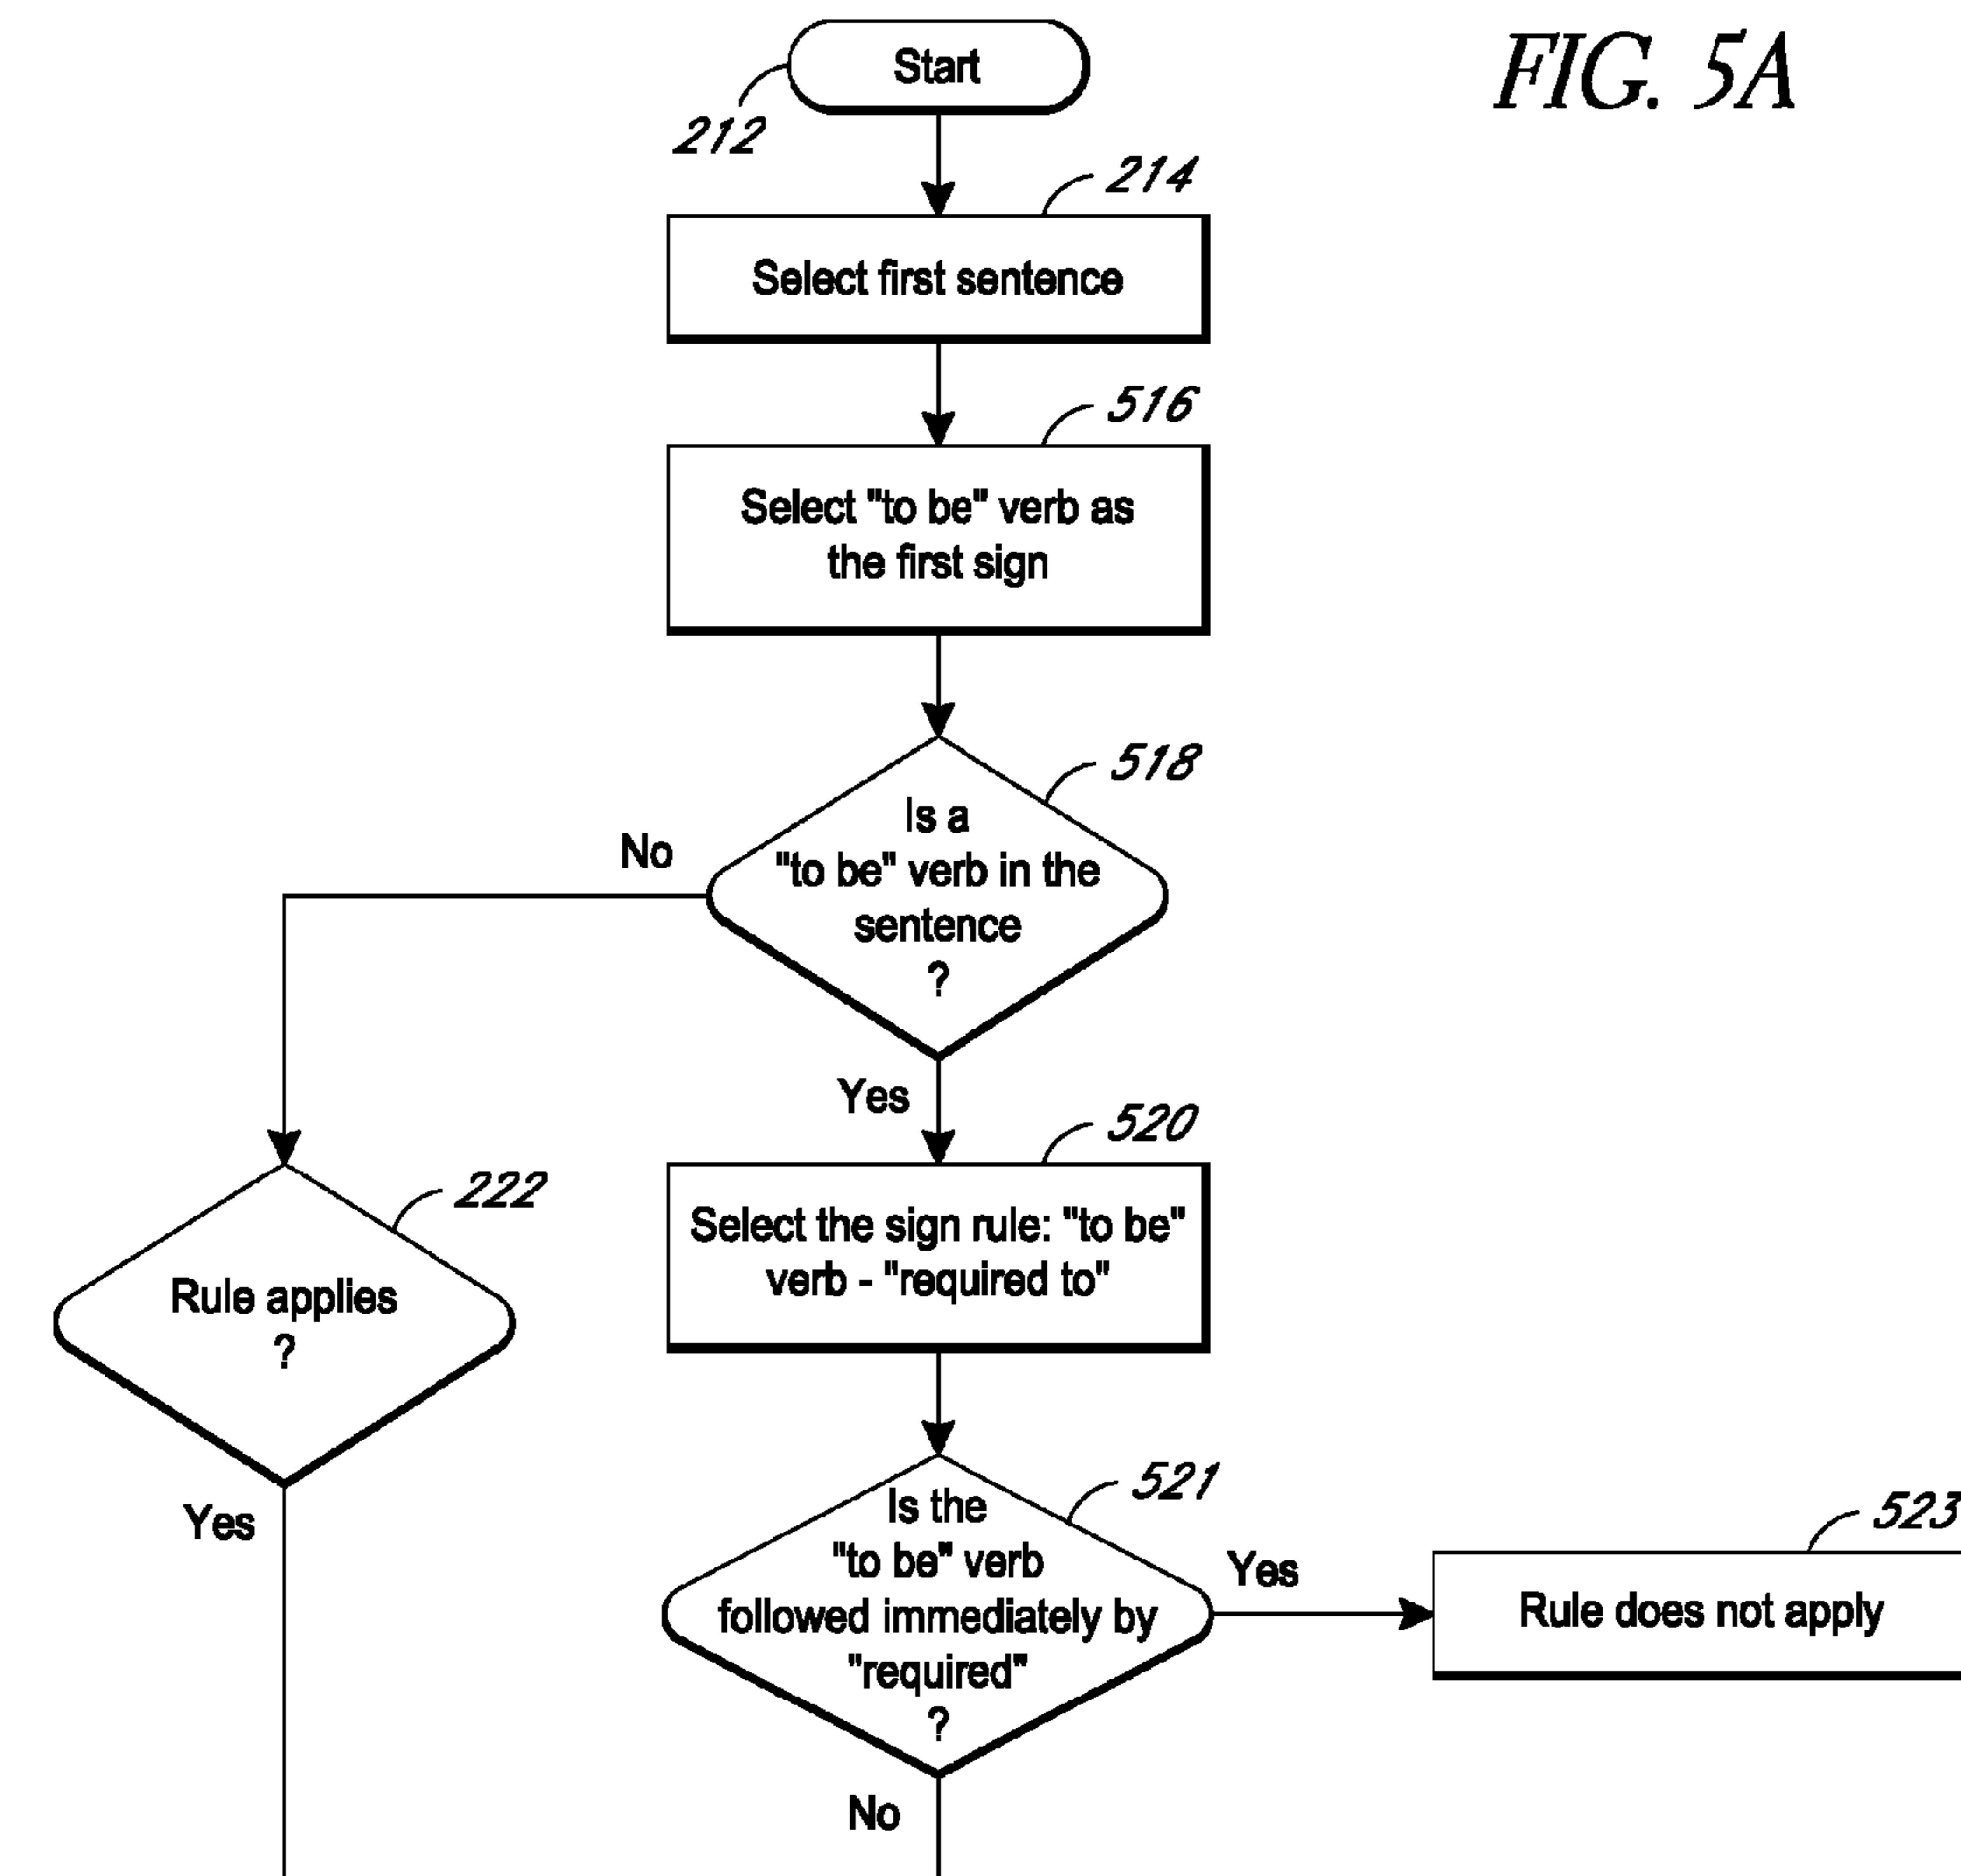 FIG. 5A
Start
212
214
Select first sentence
516
Select "to be" verb as
the first sign
518
Is a
"to be" verb in the
sentence
?
No
Yes
520
222
Select the sign rule: "to be"
verb - "required to"
Rule applies
?
Yes
521
Is the
"to be" verb
followed immediately by
"required"
?
Yes
523
Rule does not apply
No